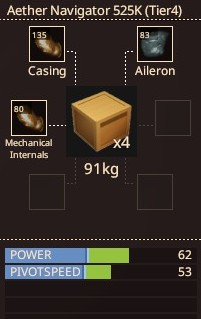 Aether Navigator 525K (Tier4)
135
83
Casing
Aileron
80
Mechanical
Internals
x4
91kg
POWER 62
PIVOTSPEED 53